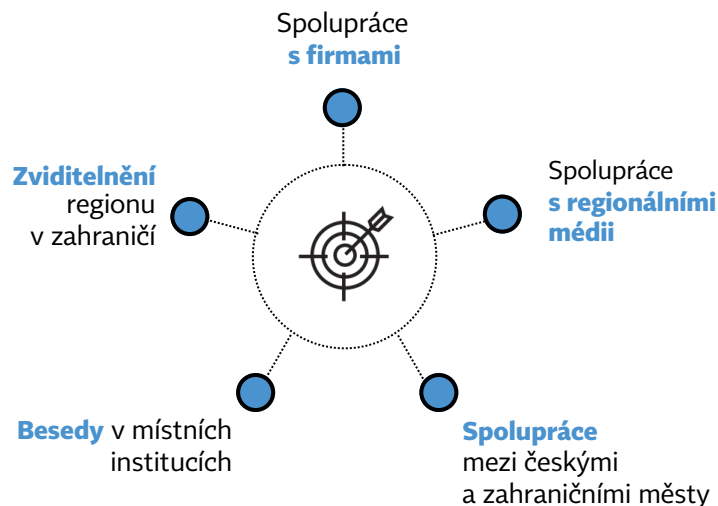 Spolupráce
s firmami
Zviditelnění
regionu
v zahraničí
Spolupráce
s regionálními
médii
Besedy v místních
institucích
Spolupráce
mezi českými
a zahraničními městy